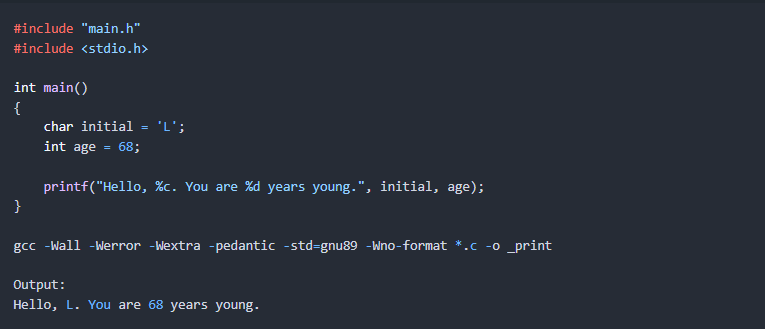 #include "main.h"
#include <stdio.h>

int main()
{
    char initial = 'L';
    int age = 68;

    printf("Hello, %c. You are %d years young.", initial, age);
}

gcc -Wall -Werror -Wextra -pedantic -std=gnu89 -Wno-format *.c -o _print

Output:
Hello, L. You are 68 years young.